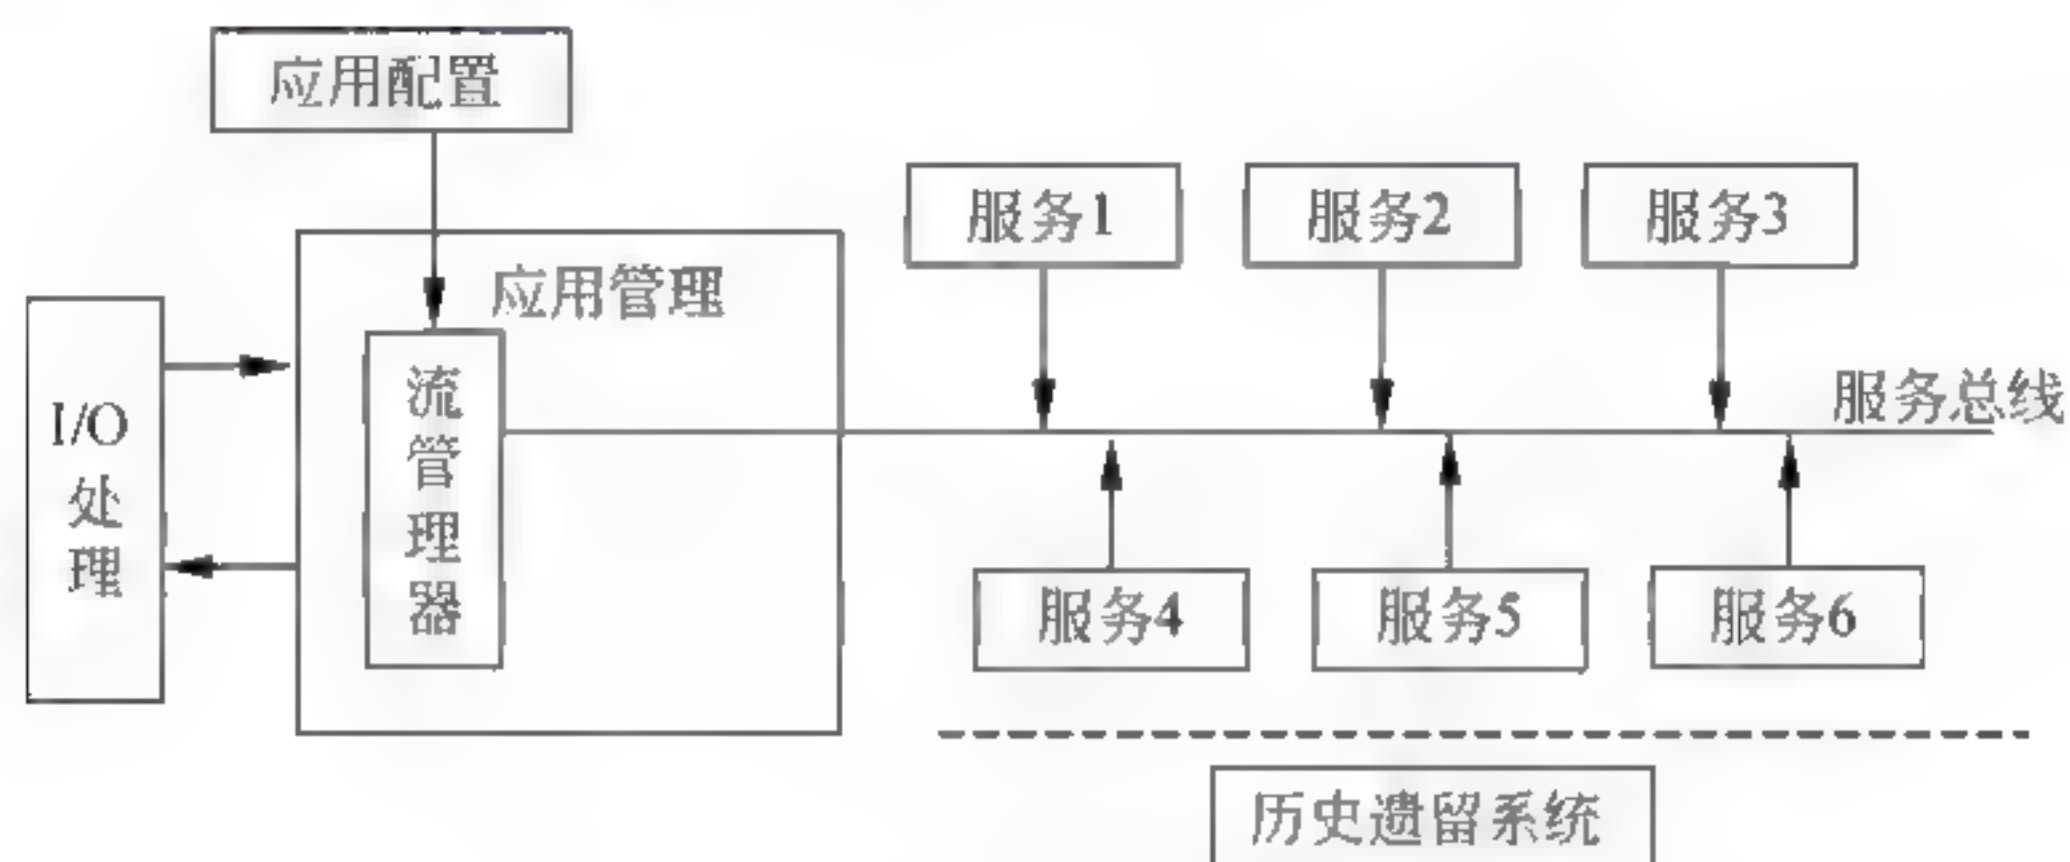 应用配置
服务1
服务2
服务3
应用管理
I/O
处
理
流
管
理
器
服务总线
服务4
服务5
服务6
历史遗留系统